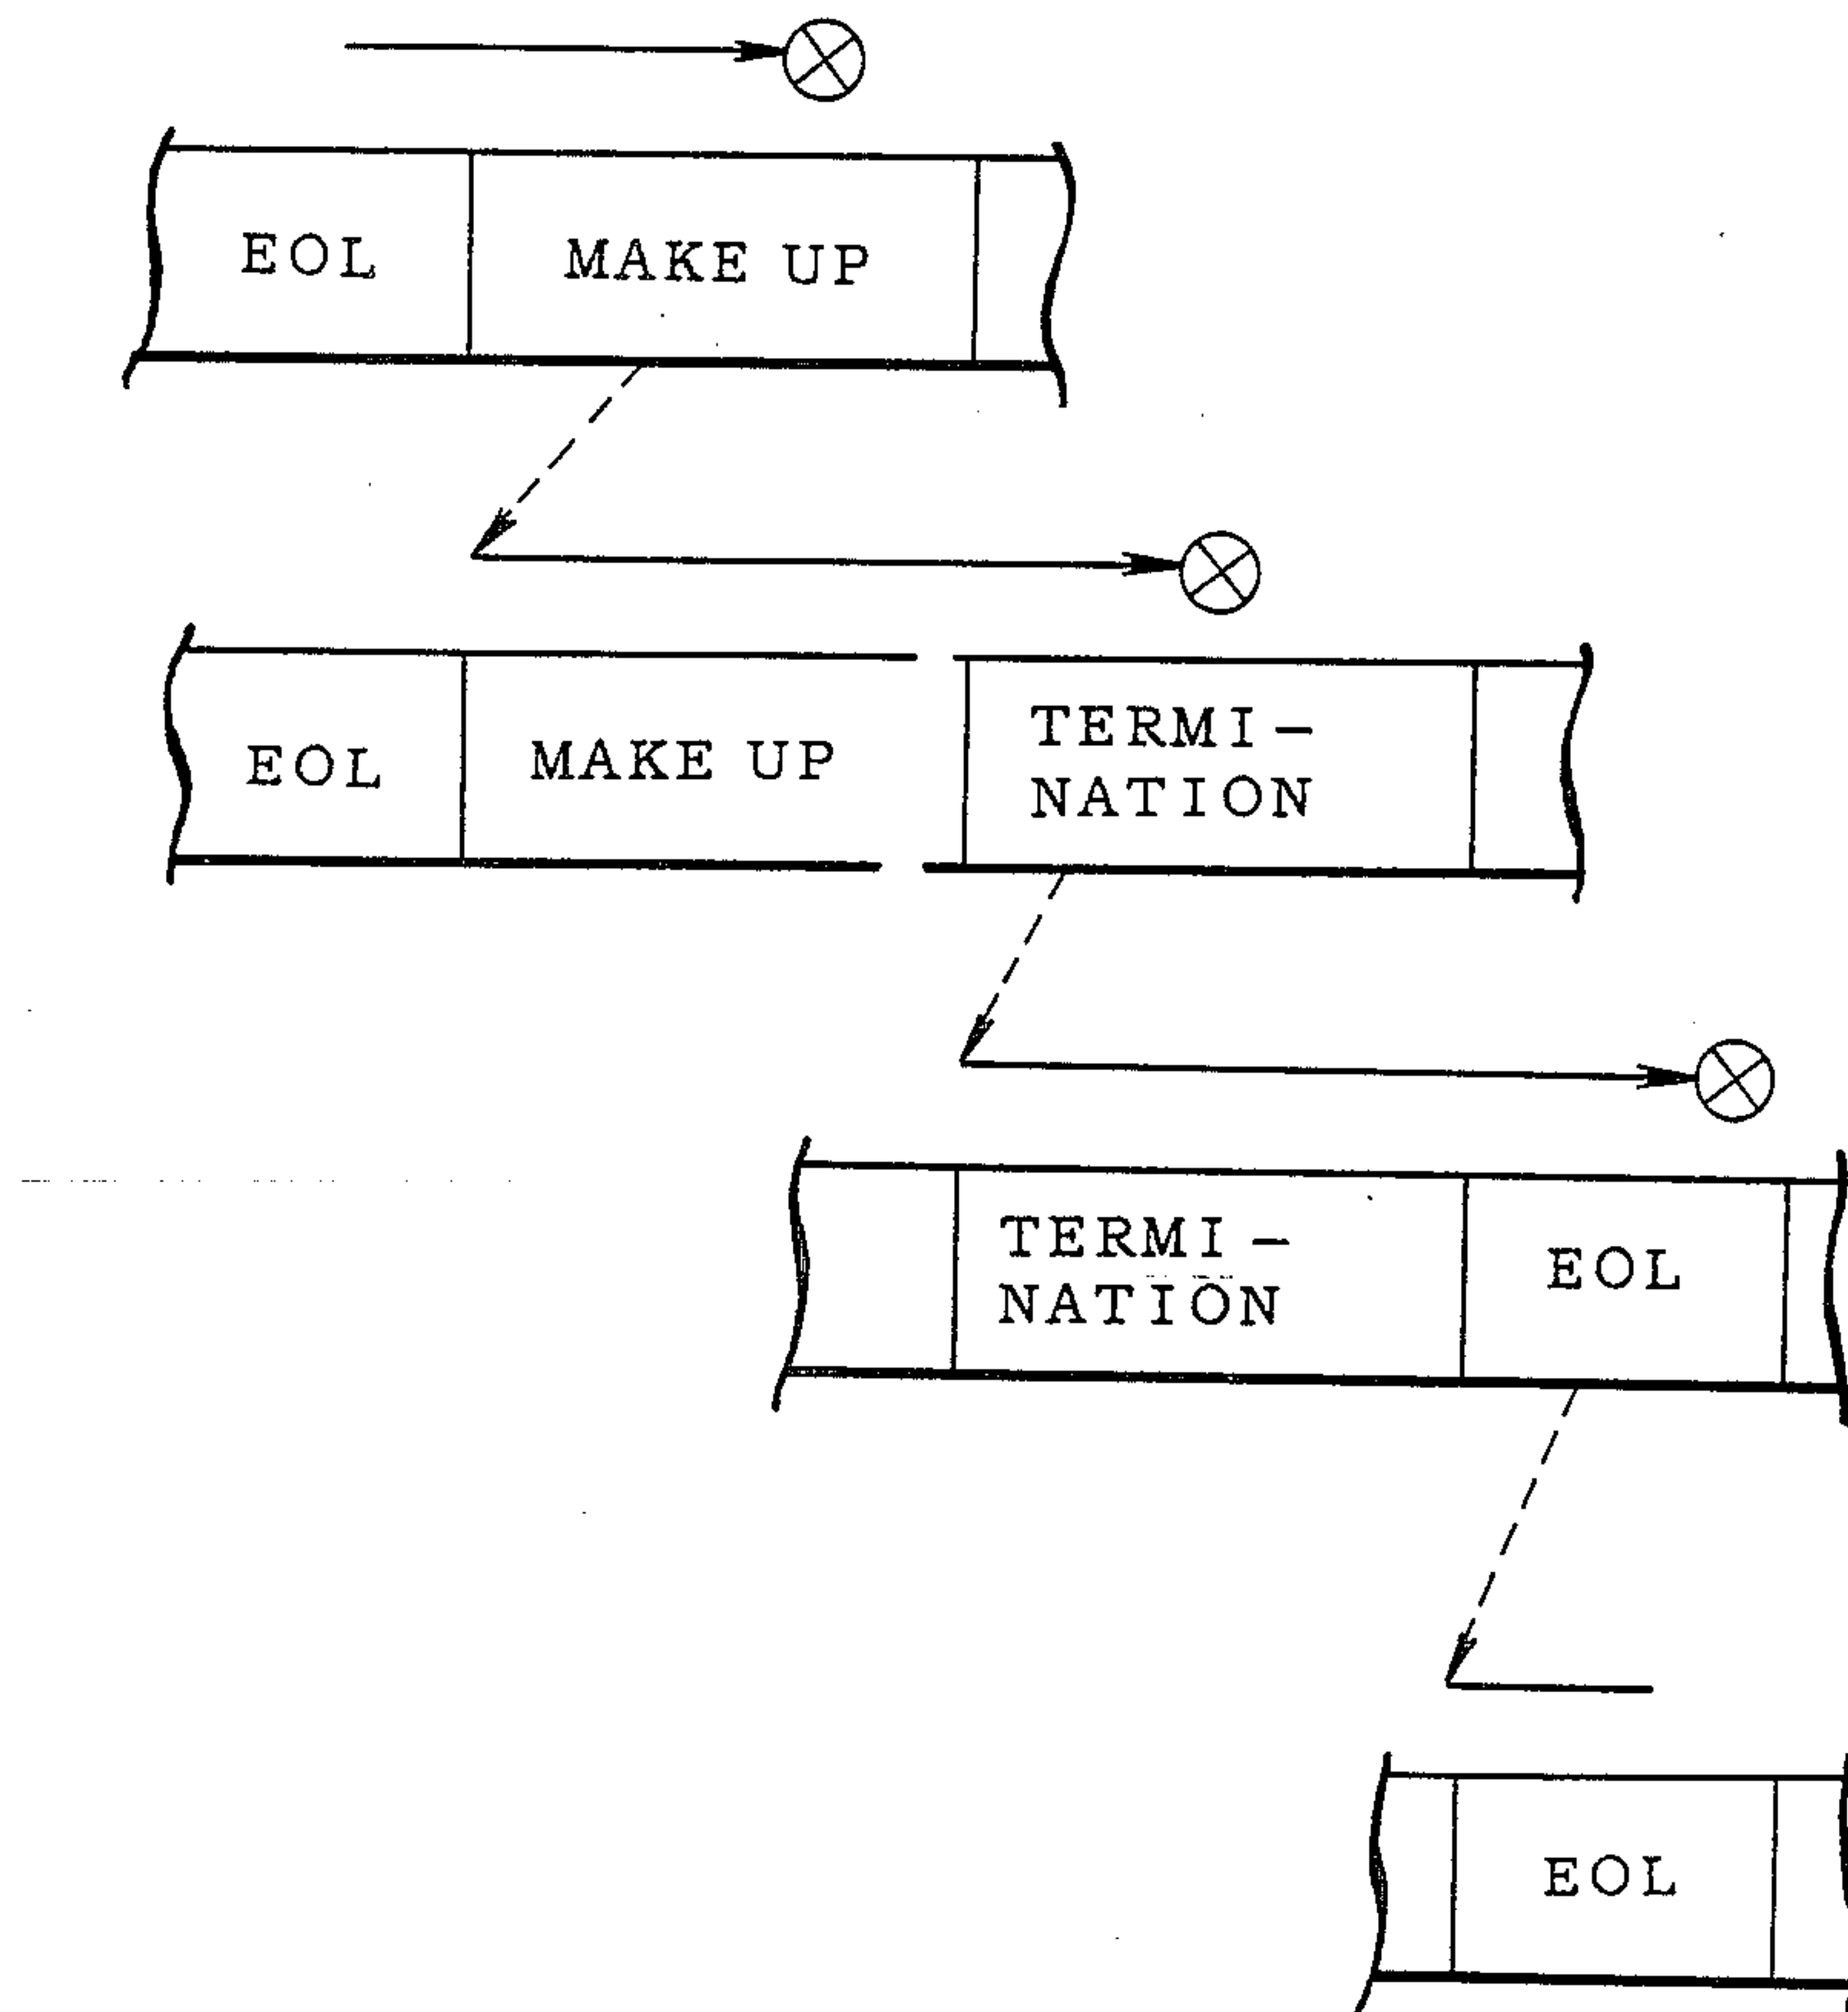 EOL MAKE UP
EOL MAKE UP TERMI-
NATION
TERMI-
NATION EOL
EOL